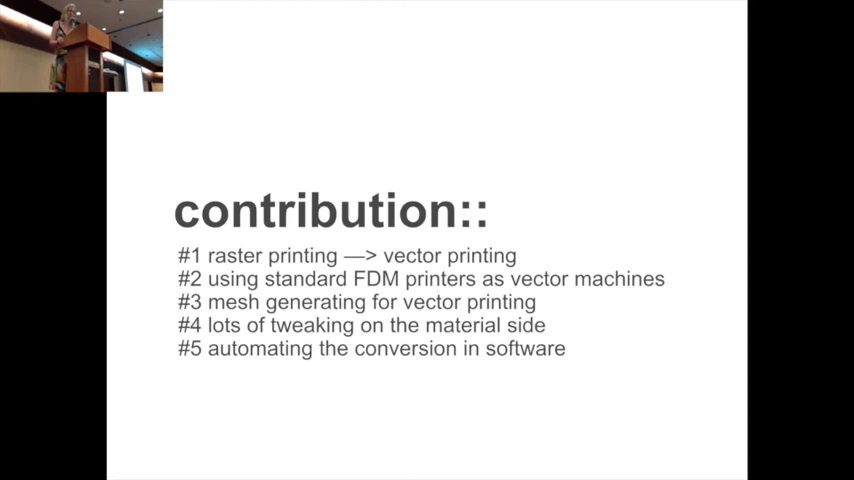 contribution::
#1 raster printing —> vector printing
#2 using standard FDM printers as vector machines
#3 mesh generating for vector printing
#4 lots of tweaking on the material side
#5 automating the conversion in software